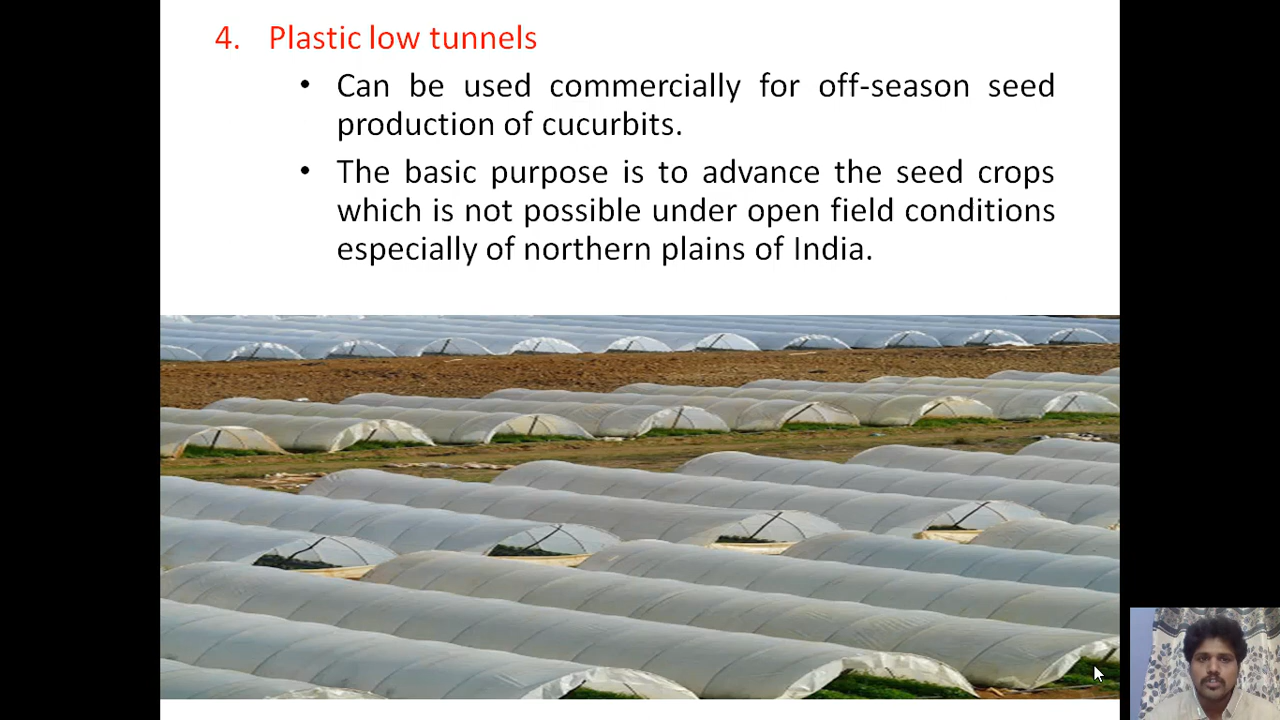 4. Plastic low tunnels
• Can be used commercially for off-season seed
production of cucurbits.
• The basic purpose is to advance the seed crops
which is not possible under open field conditions
especially of northern plains of India.